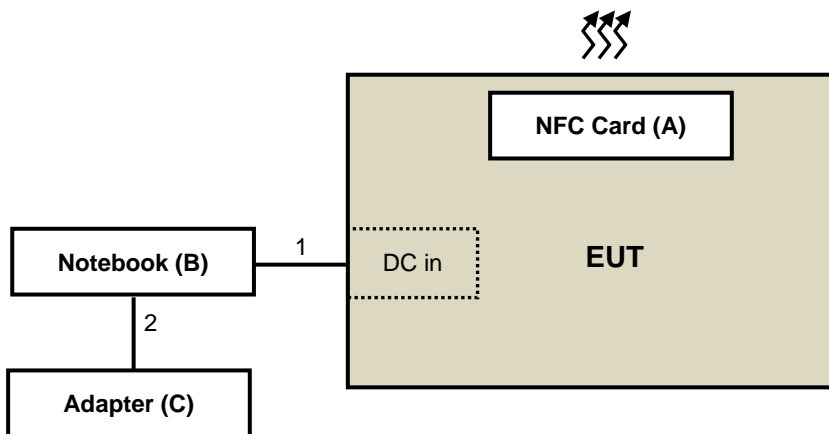 NFC Card (A)
EUT
DC in
1
Notebook (B)
2
Adapter (C)